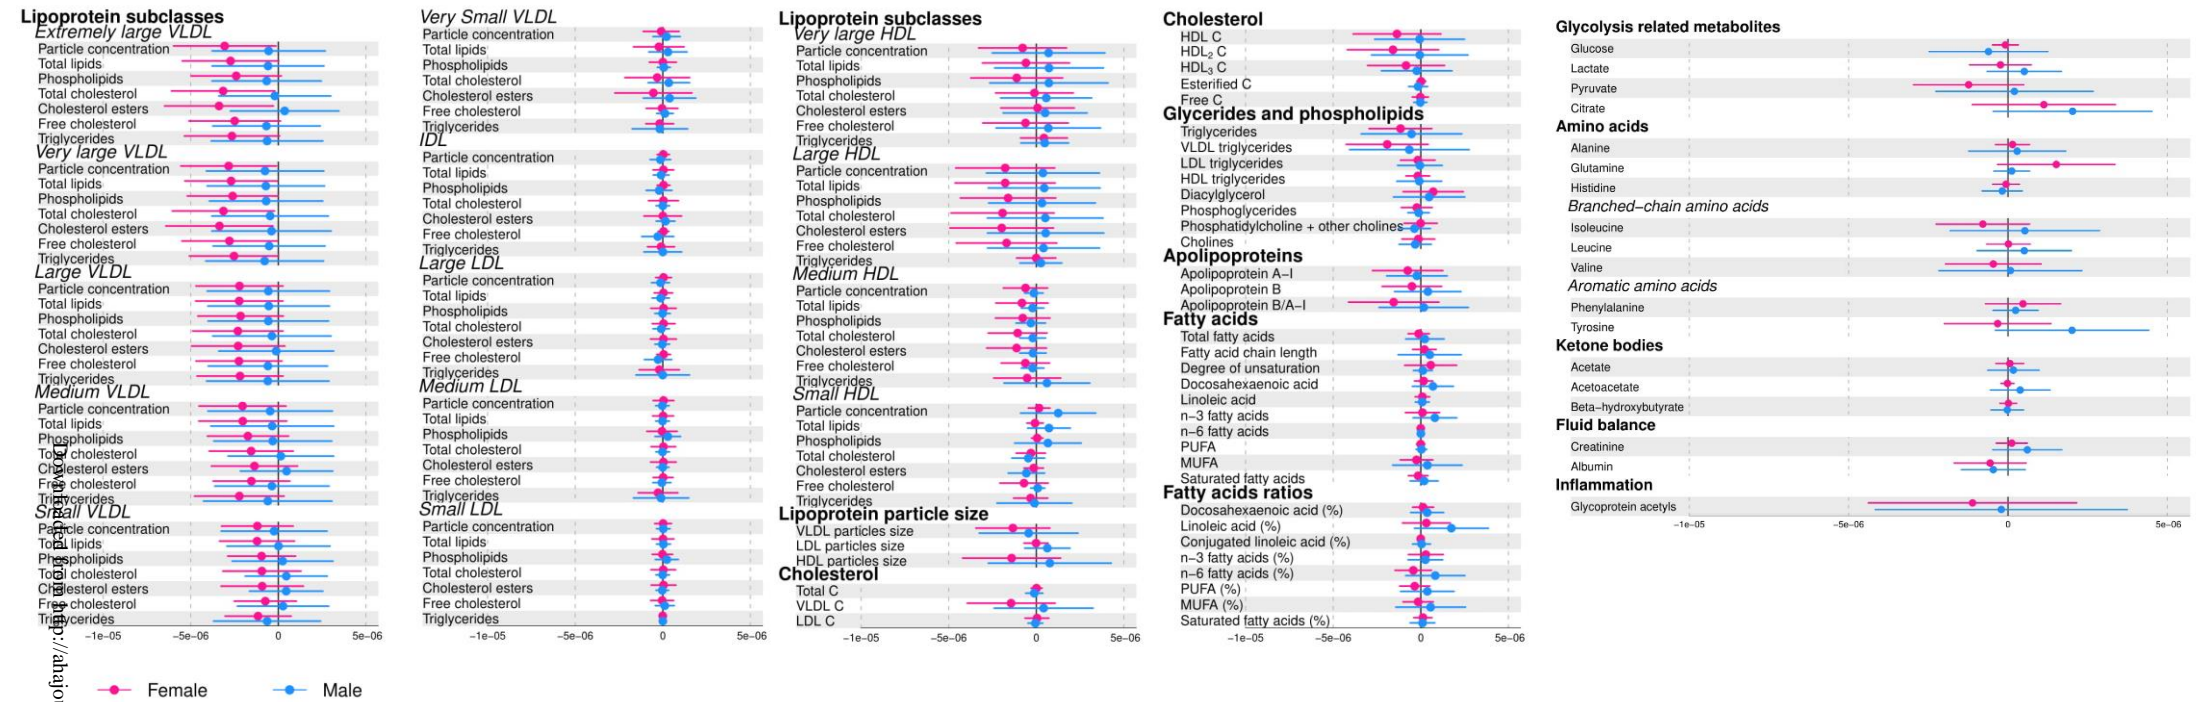 Lipoprotein subclasses
Extremely large VLDL
Particle concentration
Total lipids
Phospholipids
Total cholesterol
Cholesterol esters
Free cholesterol
Triglycerides
Very large VLDL
Particle concentration
Total lipids
Phospholipids
Total cholesterol
Cholesterol esters
Free cholesterol
Triglycerides
Large VLDL
Particle concentration
Total lipids
Phospholipids
Total cholesterol
Cholesterol esters
Free cholesterol
Triglycerides
Medium VLDL
Particle concentration
Total lipids
Phospholipids
Total cholesterol
Cholesterol esters
Free cholesterol
Triglycerides
Small VLDL
Particle concentration
Total lipids
Phospholipids
Total cholesterol
Cholesterol esters
Free cholesterol
Triglycerides
−1e−05 −5e−06 0 5e−06
Very Small VLDL
Particle concentration
Total lipids
Phospholipids
Total cholesterol
Cholesterol esters
Free cholesterol
Triglycerides
IDL
Particle concentration
Total lipids
Phospholipids
Total cholesterol
Cholesterol esters
Free cholesterol
Triglycerides
Large LDL
Particle concentration
Total lipids
Phospholipids
Total cholesterol
Cholesterol esters
Free cholesterol
Triglycerides
Medium LDL
Particle concentration
Total lipids
Phospholipids
Total cholesterol
Cholesterol esters
Free cholesterol
Triglycerides
Small LDL
Particle concentration
Total lipids
Phospholipids
Total cholesterol
Cholesterol esters
Free cholesterol
Triglycerides
−1e−05 −5e−06 0 5e−06
Lipoprotein subclasses
Very large HDL
Particle concentration
Total lipids
Phospholipids
Total cholesterol
Cholesterol esters
Free cholesterol
Triglycerides
Large HDL
Particle concentration
Total lipids
Phospholipids
Total cholesterol
Cholesterol esters
Free cholesterol
Triglycerides
Medium HDL
Particle concentration
Total lipids
Phospholipids
Total cholesterol
Cholesterol esters
Free cholesterol
Triglycerides
Small HDL
Particle concentration
Total lipids
Phospholipids
Total cholesterol
Cholesterol esters
Free cholesterol
Triglycerides
Lipoprotein particle size
VLDL particles size
LDL particles size
HDL particles size
Cholesterol
Total C
VLDL C
LDL C
−1e−05 −5e−06 0 5e−06
Cholesterol
HDL C
HDL₂ C
HDL₃ C
Esterified C
Free C
Glycerides and phospholipids
Triglycerides
VLDL triglycerides
LDL triglycerides
HDL triglycerides
Diacylglycerol
Phosphoglycerides
Phosphatidylcholine + other cholines
Cholines
Apolipoproteins
Apolipoprotein A−I
Apolipoprotein B
Apolipoprotein B/A−I
Fatty acids
Total fatty acids
Fatty acid chain length
Degree of unsaturation
Docosahexaenoic acid
Linoleic acid
n−3 fatty acids
n−6 fatty acids
PUFA
MUFA
Saturated fatty acids
Fatty acids ratios
Docosahexaenoic acid (%)
Linoleic acid (%)
Conjugated linoleic acid (%)
n−3 fatty acids (%)
n−6 fatty acids (%)
PUFA (%)
MUFA (%)
Saturated fatty acids (%)
−1e−05 −5e−06 0 5e−06
Glycolysis related metabolites
Glucose
Lactate
Pyruvate
Citrate
Amino acids
Alanine
Glutamine
Histidine
Branched−chain amino acids
Isoleucine
Leucine
Valine
Aromatic amino acids
Phenylalanine
Tyrosine
Ketone bodies
Acetate
Acetoacetate
Beta−hydroxybutyrate
Fluid balance
Creatinine
Albumin
Inflammation
Glycoprotein acetyls
−1e−05 −5e−06 0 5e−06
Female Male
Downloaded from http://ahajou